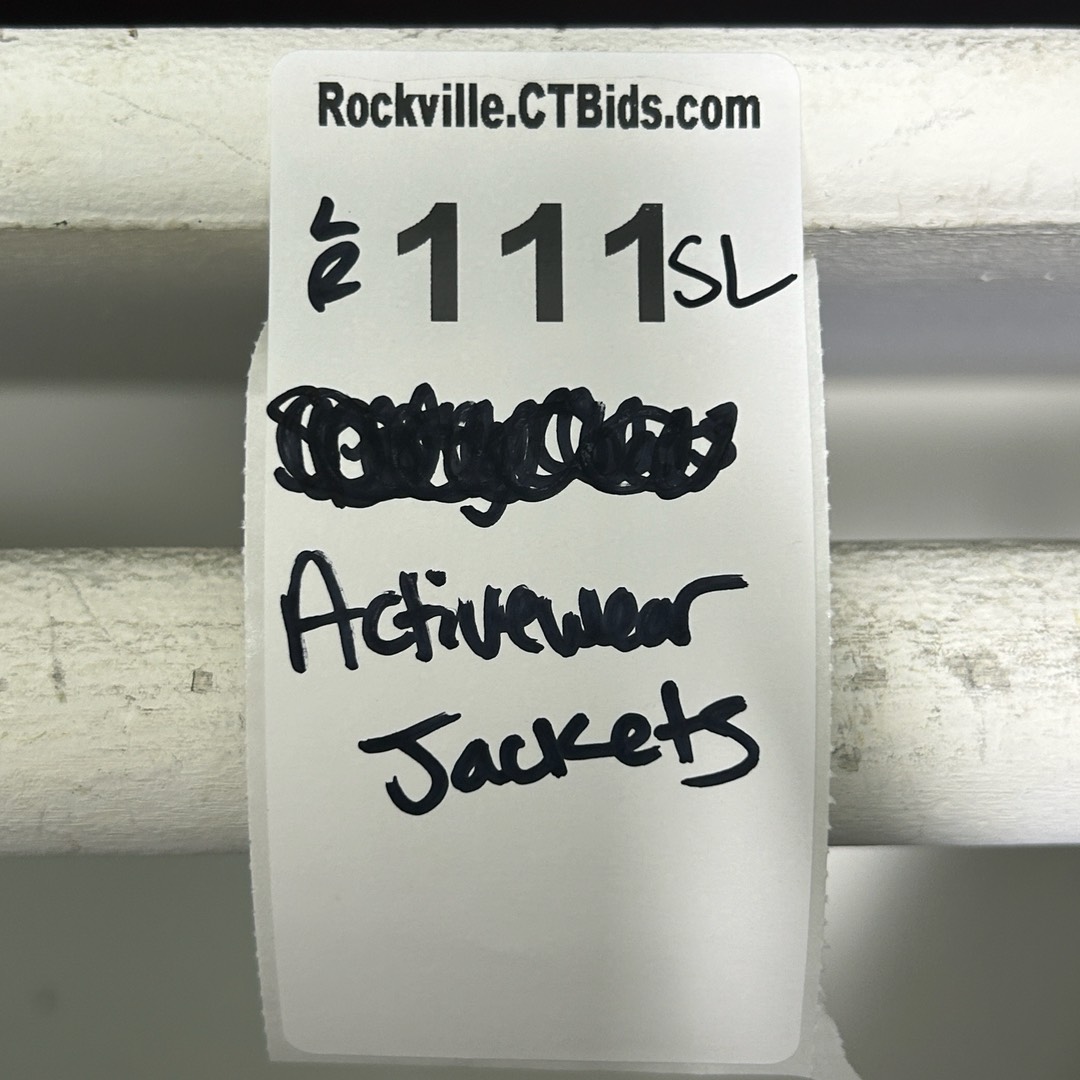 Rockville.CTBids.com
LR 111 SL
Activewear
Jackets